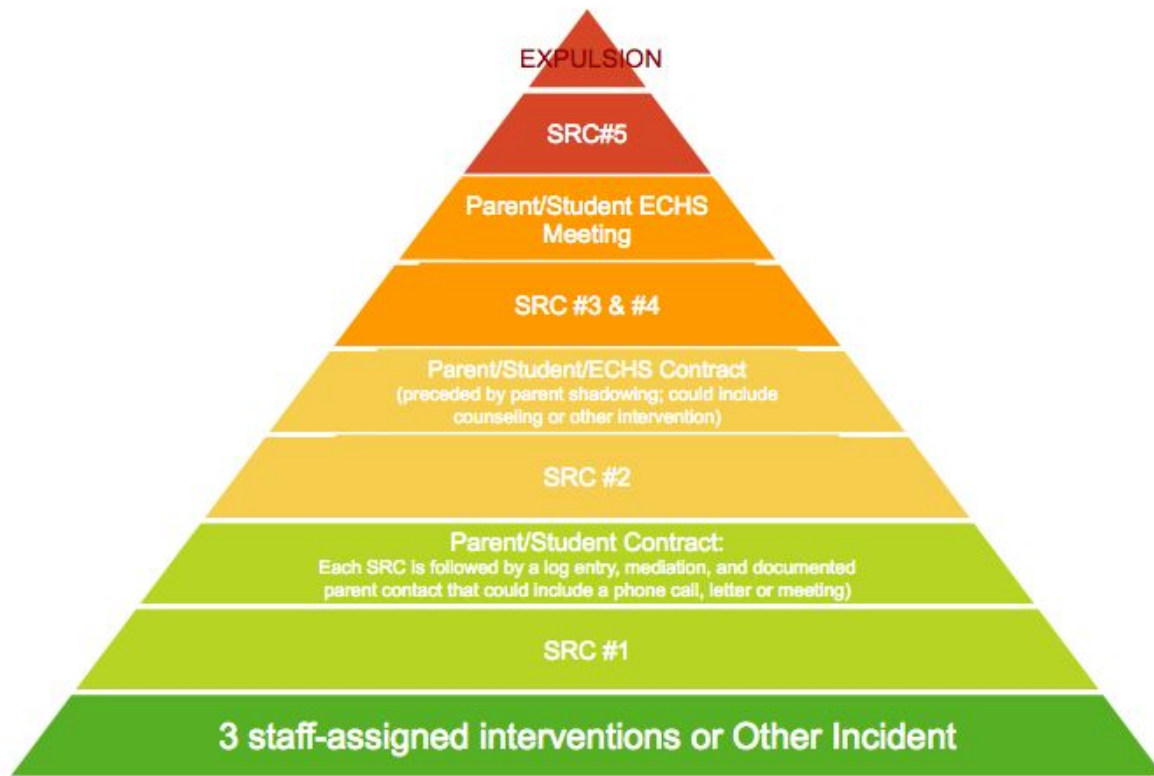 EXPULSION
SRC#5
Parent/Student ECHS
Meeting
SRC #3 & #4
Parent/Student/ECHS Contract
(preceded by parent shadowing; could include
counseling or other intervention)
SRC #2
Parent/Student Contract:
Each SRC is followed by a log entry, mediation, and documented
parent contact that could include a phone call, letter or meeting)
SRC #1
3 staff-assigned interventions or Other Incident